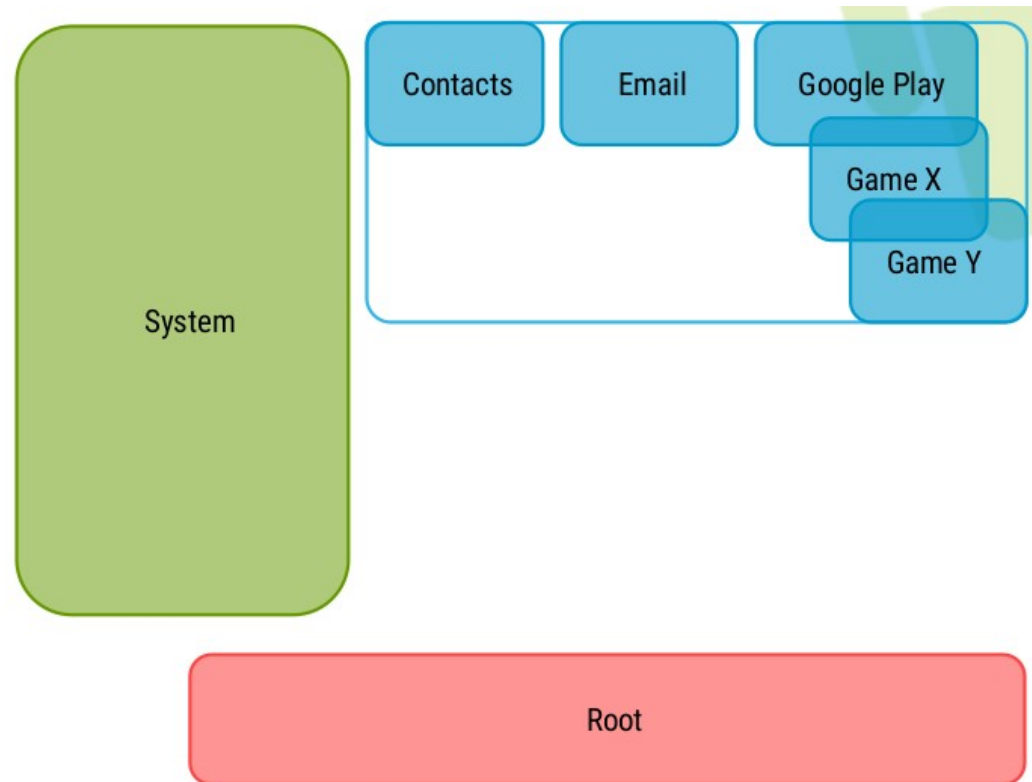 Contacts
Email
Google Play
Game X
Game Y
System
Root